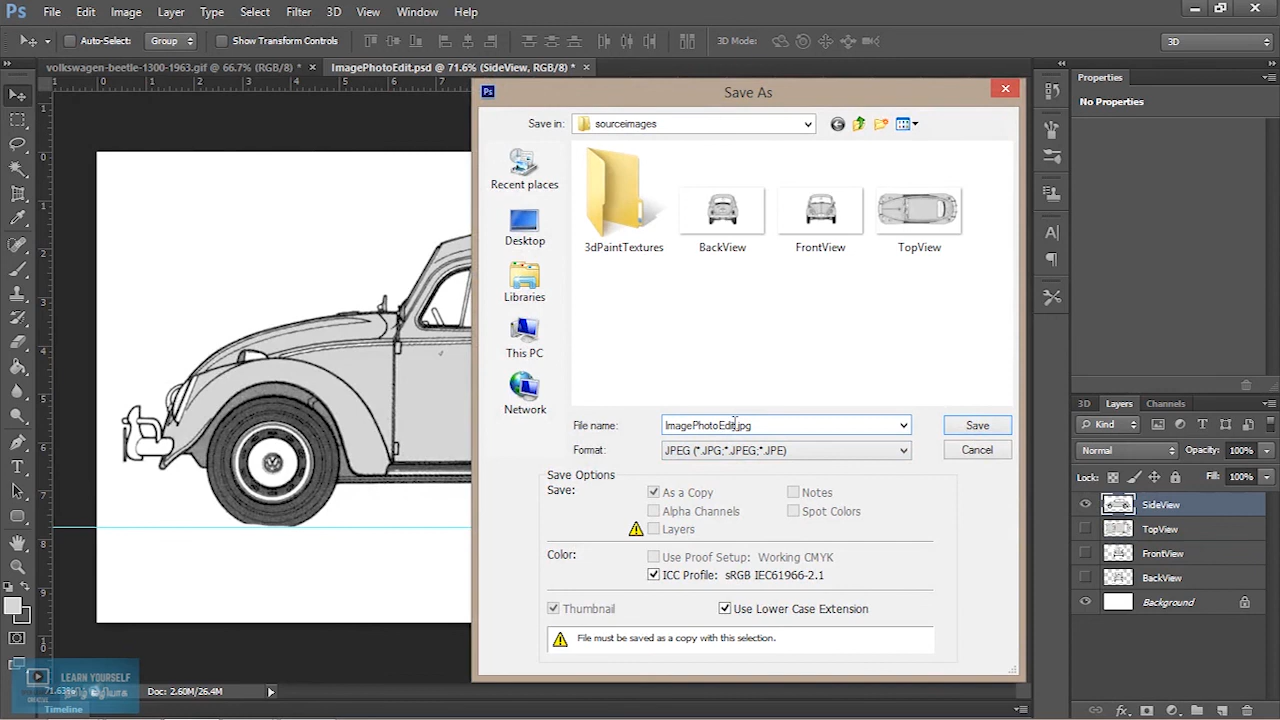 Ps File Edit Image Layer Type Select Filter 3D View Window Help
Auto-Select: Group Show Transform Controls 3D Mode: 3D
volkswagen-beetle-1300-1963.gif @ 66.7% (RGB/8) * × ImagePhotoEdit.psd @ 71.6% (SideView, RGB/8) * ×
Properties
No Properties
Save As
Save in: sourceimages
Recent places
Desktop
Libraries
This PC
Network
3dPaintTextures BackView FrontView TopView
File name: ImagePhotoEdit.jpg Save
Format: JPEG (*.JPG;*.JPEG;*.JPE) Cancel
Save Options
Save: As a Copy Notes
Alpha Channels Spot Colors
Layers
Color: Use Proof Setup: Working CMYK
ICC Profile: sRGB IEC61966-2.1
Thumbnail Use Lower Case Extension
File must be saved as a copy with this selection.
3D Layers Channels
Kind
Normal Opacity: 100%
Lock: Fill: 100%
SideView
TopView
FrontView
BackView
Background
LEARN YOURSELF
71.63% Doc: 2.60M/26.4M
Timeline